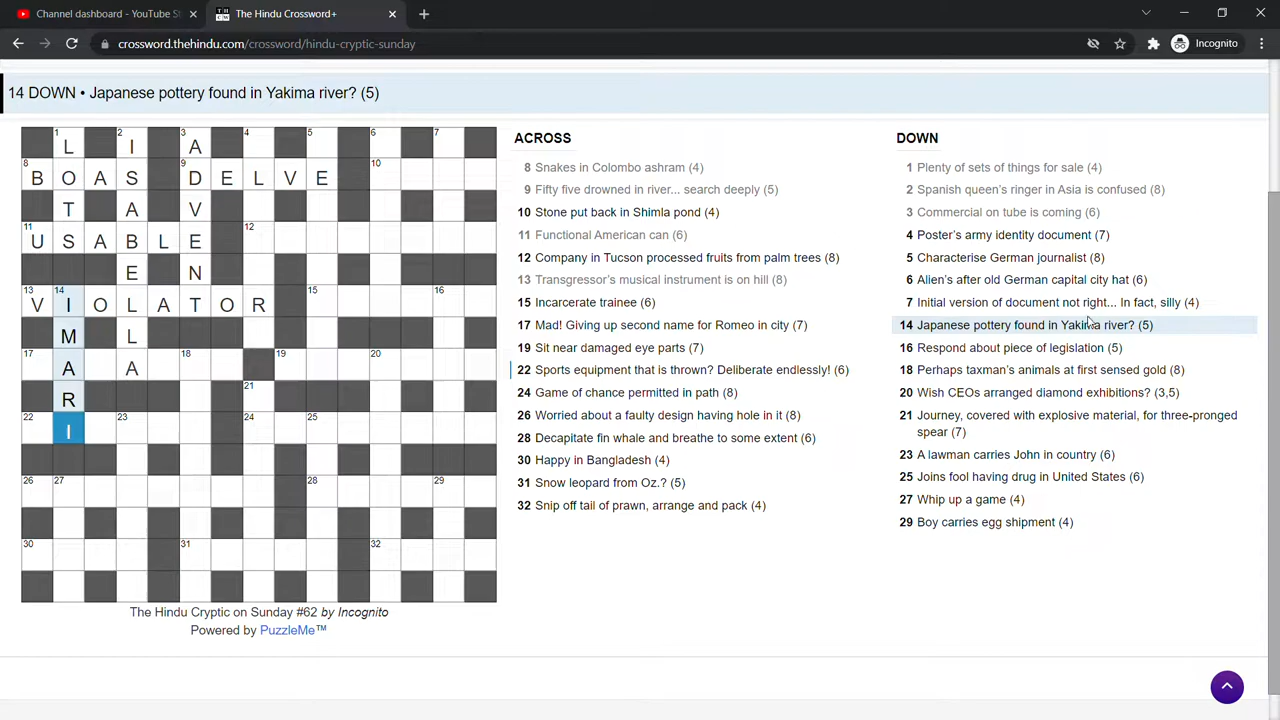 Channel dashboard - YouTube St
The Hindu Crossword+
crossword.thehindu.com/crossword/hindu-cryptic-sunday
Incognito
14 DOWN • Japanese pottery found in Yakima river? (5)
1 L 2 I 3 A 4 5 6 7
8 B O A S 9 D E L V E 10
T A V
11 U S A B L E 12
E N
13 V 14 I O L A T O R 15 16
M L
17 A A 18 19 20
R 21
22 I 23 24 25
26 27 28 29
30 31 32
The Hindu Cryptic on Sunday #62 by Incognito
Powered by PuzzleMe™
ACROSS
8 Snakes in Colombo ashram (4)
9 Fifty five drowned in river... search deeply (5)
10 Stone put back in Shimla pond (4)
11 Functional American can (6)
12 Company in Tucson processed fruits from palm trees (8)
13 Transgressor's musical instrument is on hill (8)
15 Incarcerate trainee (6)
17 Mad! Giving up second name for Romeo in city (7)
19 Sit near damaged eye parts (7)
22 Sports equipment that is thrown? Deliberate endlessly! (6)
24 Game of chance permitted in path (8)
26 Worried about a faulty design having hole in it (8)
28 Decapitate fin whale and breathe to some extent (6)
30 Happy in Bangladesh (4)
31 Snow leopard from Oz.? (5)
32 Snip off tail of prawn, arrange and pack (4)
DOWN
1 Plenty of sets of things for sale (4)
2 Spanish queen's ringer in Asia is confused (8)
3 Commercial on tube is coming (6)
4 Poster's army identity document (7)
5 Characterise German journalist (8)
6 Alien's after old German capital city hat (6)
7 Initial version of document not right... In fact, silly (4)
14 Japanese pottery found in Yakima river? (5)
16 Respond about piece of legislation (5)
18 Perhaps taxman's animals at first sensed gold (8)
20 Wish CEOs arranged diamond exhibitions? (3,5)
21 Journey, covered with explosive material, for three-pronged
spear (7)
23 A lawman carries John in country (6)
25 Joins fool having drug in United States (6)
27 Whip up a game (4)
29 Boy carries egg shipment (4)